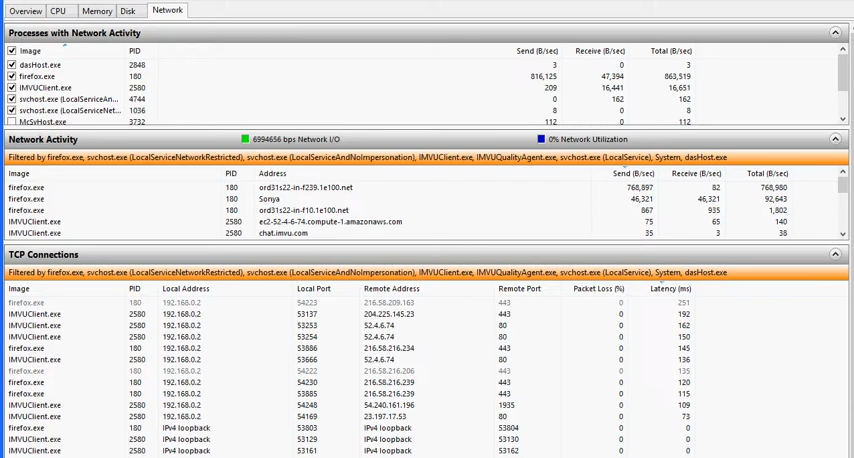 Overview CPU Memory Disk Network
Processes with Network Activity
Image PID Send (B/sec) Receive (B/sec) Total (B/sec)
dasHost.exe 2848 3 0 3
firefox.exe 180 816,125 47,394 863,519
IMVUClient.exe 2580 209 16,441 16,651
svchost.exe (LocalServiceAn... 4744 0 162 162
svchost.exe (LocalServiceNet... 1036 8 0 8
McSvHost.exe 3732 112 0 112
Network Activity 6994656 bps Network I/O 0% Network Utilization
Filtered by firefox.exe, svchost.exe (LocalServiceNetworkRestricted), svchost.exe (LocalServiceAndNoImpersonation), IMVUClient.exe, IMVUQualityAgent.exe, svchost.exe (LocalService), System, dasHost.exe
Image PID Address Send (B/sec) Receive (B/sec) Total (B/sec)
firefox.exe 180 ord31s22-in-f239.1e100.net 768,897 82 768,980
firefox.exe 180 Sonya 46,321 46,321 92,643
firefox.exe 180 ord31s22-in-f10.1e100.net 867 935 1,802
IMVUClient.exe 2580 ec2-52-4-6-74.compute-1.amazonaws.com 75 65 140
IMVUClient.exe 2580 chat.imvu.com 35 3 38
TCP Connections
Filtered by firefox.exe, svchost.exe (LocalServiceNetworkRestricted), svchost.exe (LocalServiceAndNoImpersonation), IMVUClient.exe, IMVUQualityAgent.exe, svchost.exe (LocalService), System, dasHost.exe
Image PID Local Address Local Port Remote Address Remote Port Packet Loss (%) Latency (ms)
firefox.exe 180 192.168.0.2 54223 216.58.209.163 443 0 251
IMVUClient.exe 2580 192.168.0.2 53137 204.225.145.23 443 0 192
IMVUClient.exe 2580 192.168.0.2 53253 52.4.6.74 80 0 162
IMVUClient.exe 2580 192.168.0.2 53254 52.4.6.74 80 0 150
firefox.exe 180 192.168.0.2 53886 216.58.216.234 443 0 145
IMVUClient.exe 2580 192.168.0.2 53666 52.4.6.74 80 0 136
firefox.exe 180 192.168.0.2 54222 216.58.216.206 443 0 135
firefox.exe 180 192.168.0.2 54230 216.58.216.239 443 0 120
firefox.exe 180 192.168.0.2 53885 216.58.216.239 443 0 115
IMVUClient.exe 2580 192.168.0.2 54248 54.240.161.196 1935 0 109
IMVUClient.exe 2580 192.168.0.2 54169 23.197.17.53 80 0 73
firefox.exe 180 IPv4 loopback 53803 IPv4 loopback 53804 0 0
IMVUClient.exe 2580 IPv4 loopback 53129 IPv4 loopback 53130 0 0
IMVUClient.exe 2580 IPv4 loopback 53161 IPv4 loopback 53162 0 0